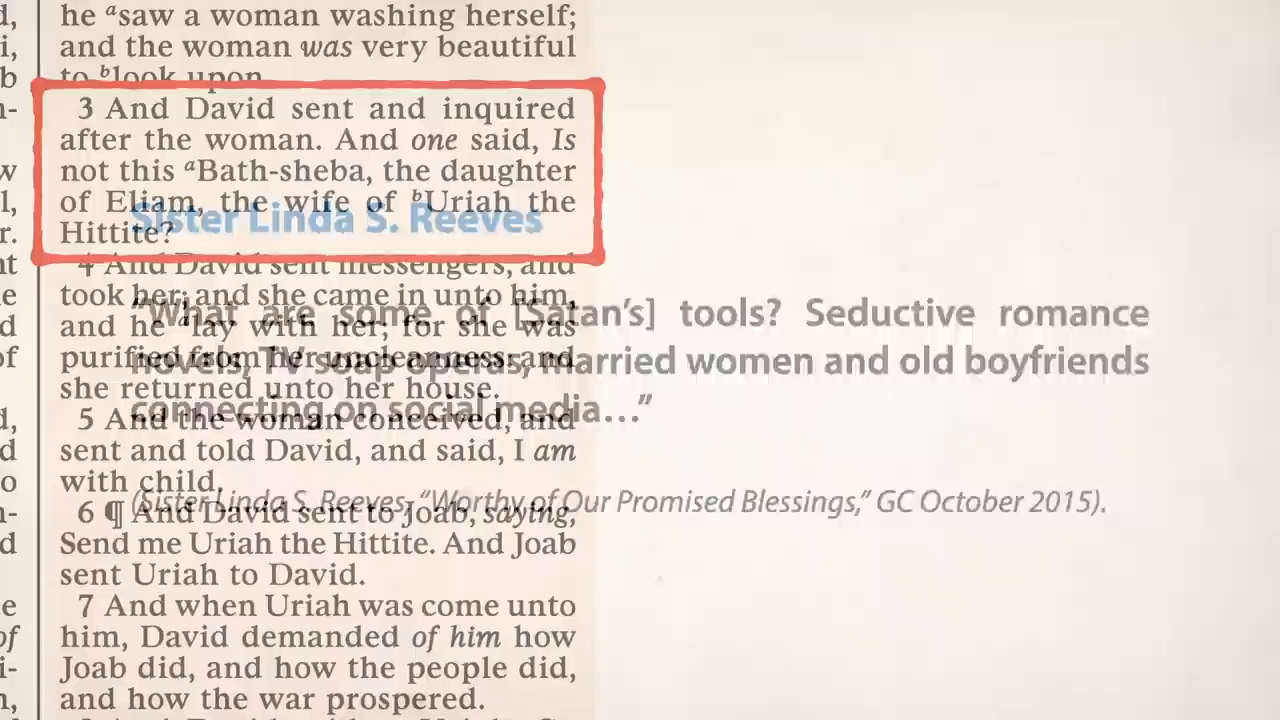 d,
i,
b
n-
w
l,
r.
nt
e
d
of
d,
d
o
n-
d
e
of
i-
n,
he ᵃsaw a woman washing herself;
and the woman was very beautiful
to ᵇlook upon.
3 And David sent and inquired
after the woman. And one said, Is
not this ᵃBath-sheba, the daughter
of Eliam, the wife of ᵇUriah the
Hittite?
4 And David sent messengers, and
took her; and she came in unto him,
and he ᵃlay with her; for she was
purified from her uncleanness: and
she returned unto her house.
5 And the woman conceived, and
sent and told David, and said, I am
with child.
6 ¶ And David sent to Joab, saying,
Send me Uriah the Hittite. And Joab
sent Uriah to David.
7 And when Uriah was come unto
him, David demanded of him how
Joab did, and how the people did,
and how the war prospered.
Sister Linda S. Reeves
“What are some of [Satan’s] tools? Seductive romance
novels, TV soap operas, married women and old boyfriends
connecting on social media…”
(Sister Linda S. Reeves, “Worthy of Our Promised Blessings,” GC October 2015).